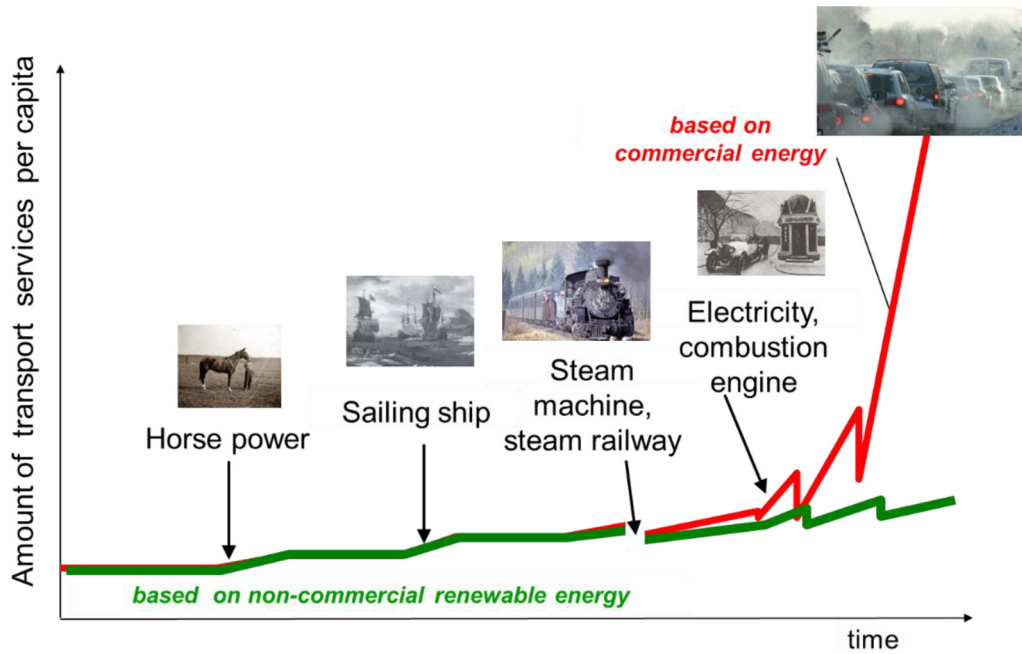 Amount of transport services per capita
based on
commercial energy
Electricity,
combustion
engine
Steam
machine,
steam railway
Sailing ship
Horse power
based on non-commercial renewable energy
time